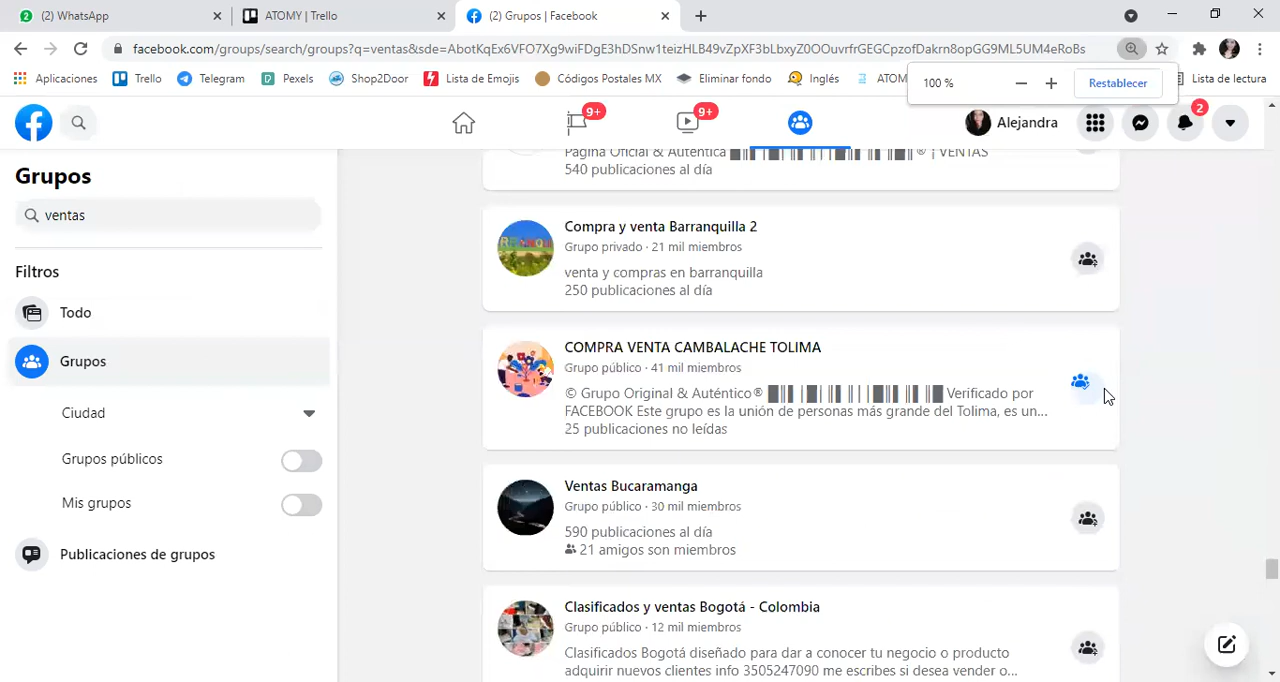 (2) WhatsApp
ATOMY | Trello
(2) Grupos | Facebook
facebook.com/groups/search/groups?q=ventas&sde=AbotKqEx6VFO7Xg9wiFDgE3hDSnw1teizHLB49vZpXF3bLbxyZ0OOuvrfrGEGCpzofDakrn8opGG9ML5UM4eRoBs
Aplicaciones
Trello
Telegram
Pexels
Shop2Door
Lista de Emojis
Códigos Postales MX
Eliminar fondo
Inglés
ATOM
Lista de lectura
100 %
Restablecer
9+
9+
Alejandra
2
Grupos
ventas
Filtros
Todo
Grupos
Ciudad
Grupos públicos
Mis grupos
Publicaciones de grupos
Pagina Oficial & Autentica ® ¡ VENTAS
540 publicaciones al día
Compra y venta Barranquilla 2
Grupo privado · 21 mil miembros
venta y compras en barranquilla
250 publicaciones al día
COMPRA VENTA CAMBALACHE TOLIMA
Grupo público · 41 mil miembros
© Grupo Original & Auténtico® Verificado por
FACEBOOK Este grupo es la unión de personas más grande del Tolima, es un...
25 publicaciones no leídas
Ventas Bucaramanga
Grupo público · 30 mil miembros
590 publicaciones al día
21 amigos son miembros
Clasificados y ventas Bogotá - Colombia
Grupo público · 12 mil miembros
Clasificados Bogotá diseñado para dar a conocer tu negocio o producto
adquirir nuevos clientes info 3505247090 me escribes si desea vender o...